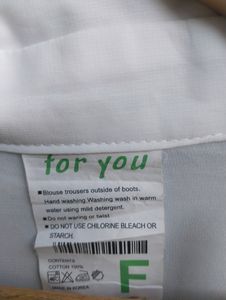 for you
■Blouse trousers outside of boots.
Hand washing.Washing wash in warm
water using mild detergent.
■Do not waring or twist
■DO NOT USE CHILORINE BLEACH OR
STARCH.
CONTENTS
COTTON 100%
MADE IN KOREA
F